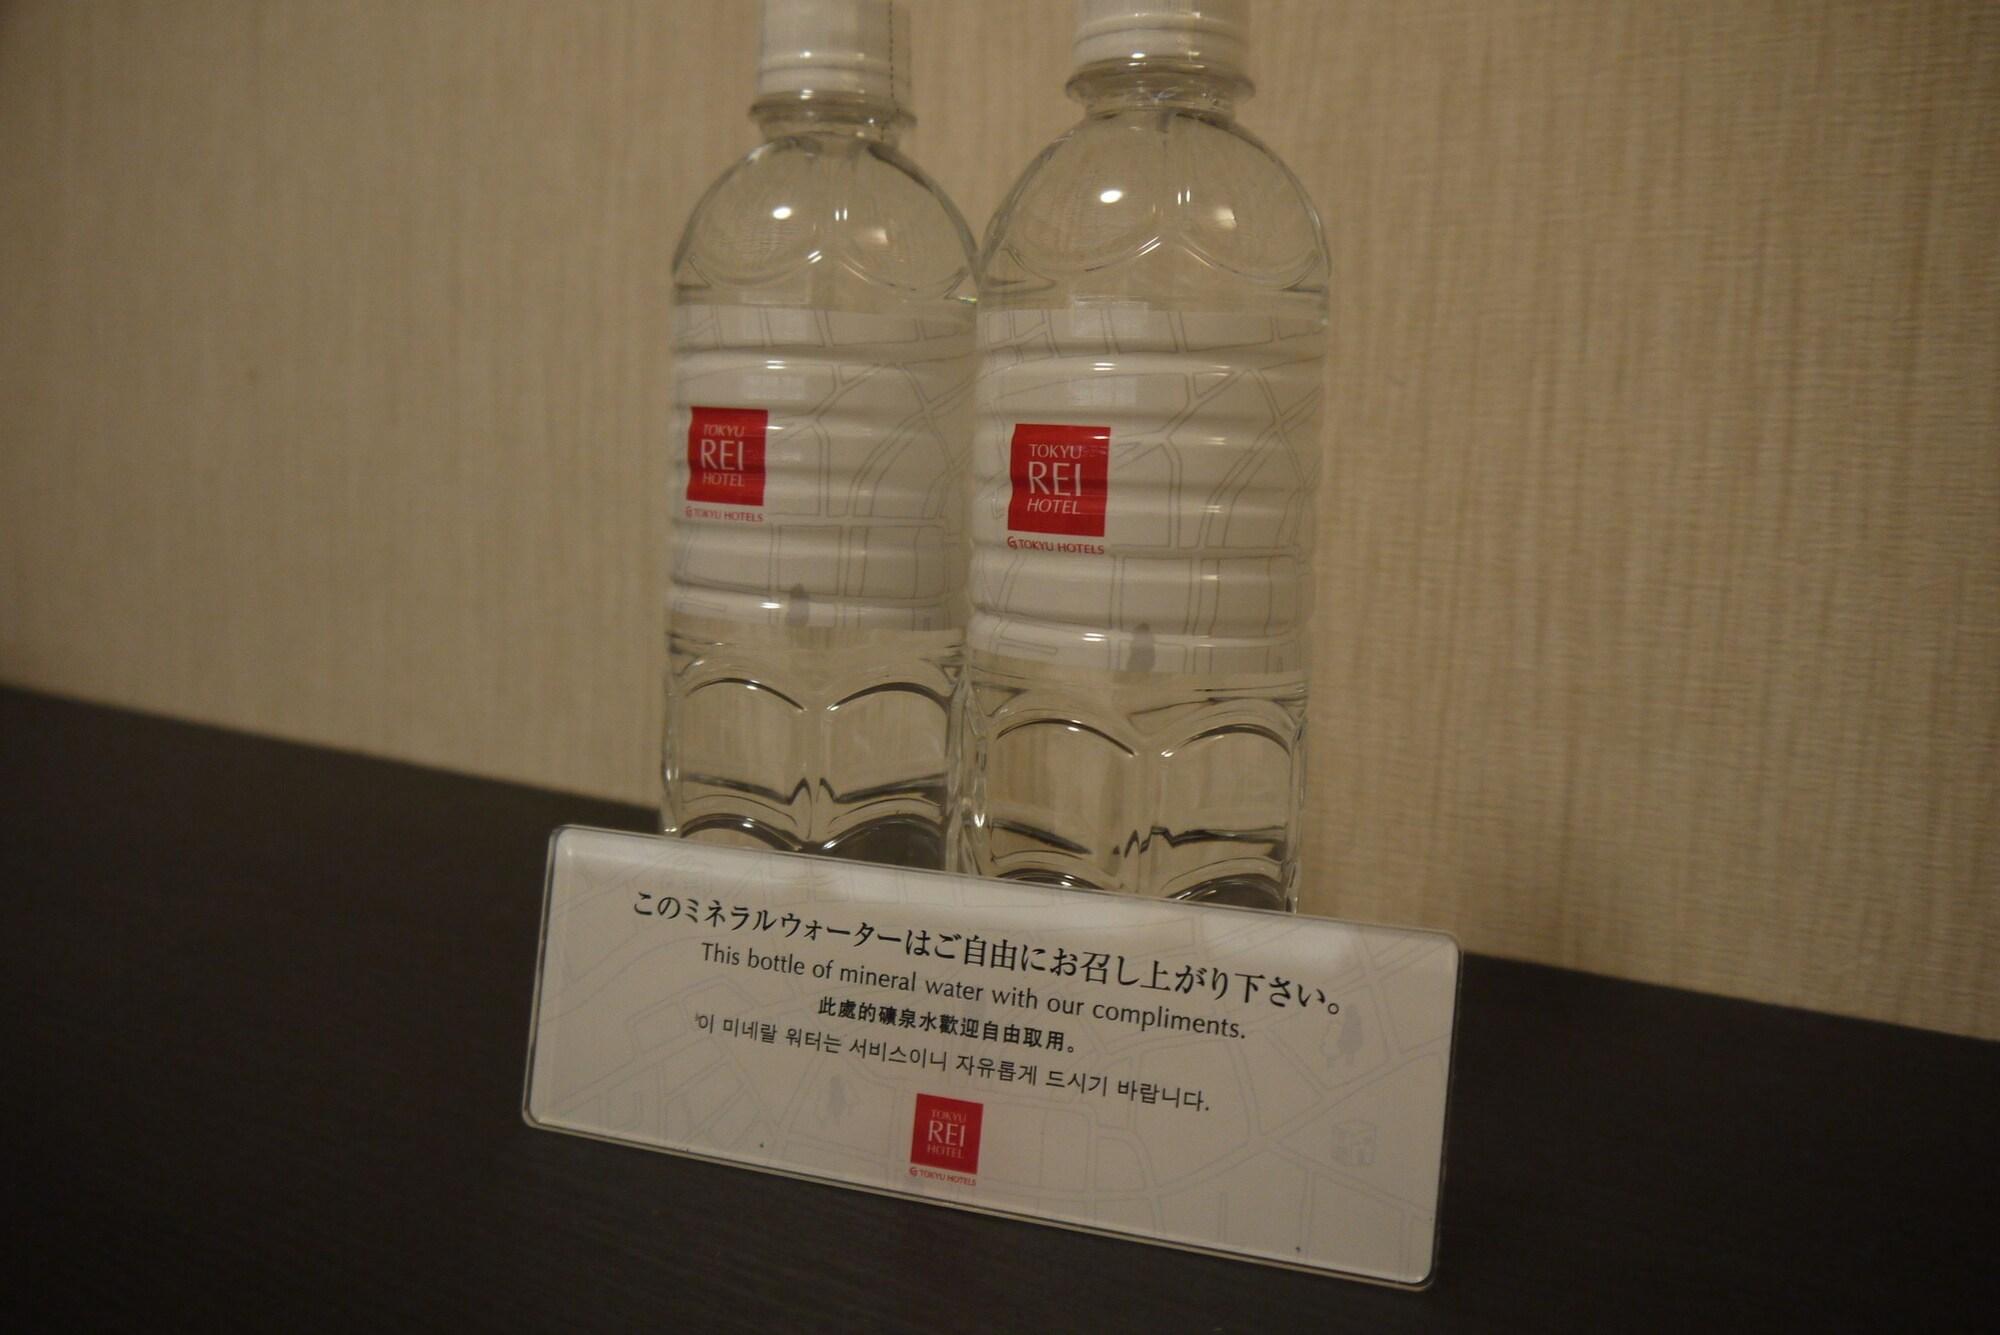 TOKYU
REI
HOTEL
TOKYU HOTELS
TOKYU
REI
HOTEL
TOKYU HOTELS
このミネラルウォーターはご自由にお召し上がり下さい。
This bottle of mineral water with our compliments.
此處的礦泉水歡迎自由取用。
이 미네랄 워터는 서비스이니 자유롭게 드시기 바랍니다.
TOKYU
REI
HOTEL
TOKYU HOTELS